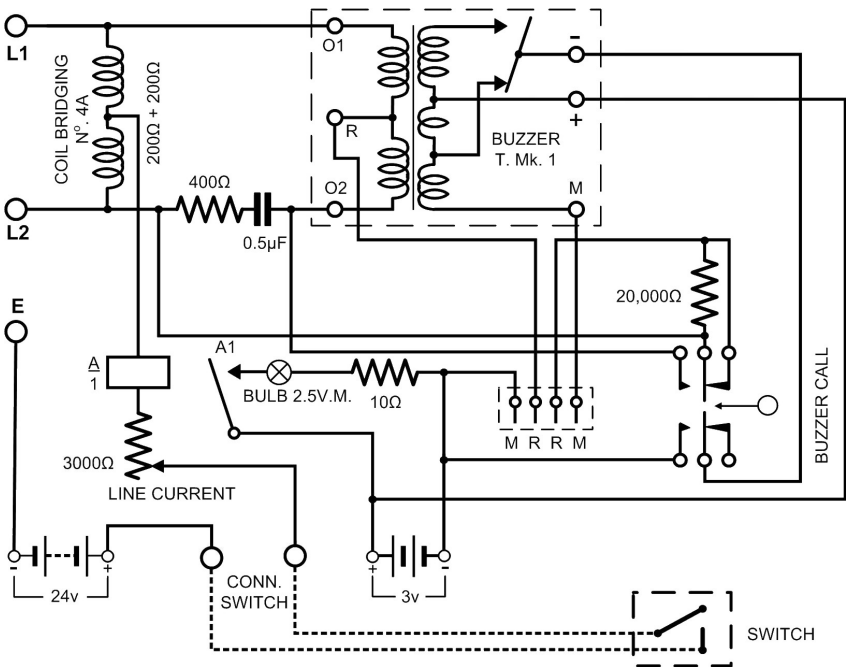 L1
COIL BRIDGING
Nº. 4A
200Ω + 200Ω
O1
R
O2
-
+
BUZZER
T. Mk. 1
M
L2
400Ω
0.5µF
20,000Ω
E
A
1
A1
BULB 2.5V.M.
10Ω
M R R M
BUZZER CALL
3000Ω
LINE CURRENT
- +
24v
CONN.
SWITCH
+ -
3v
SWITCH